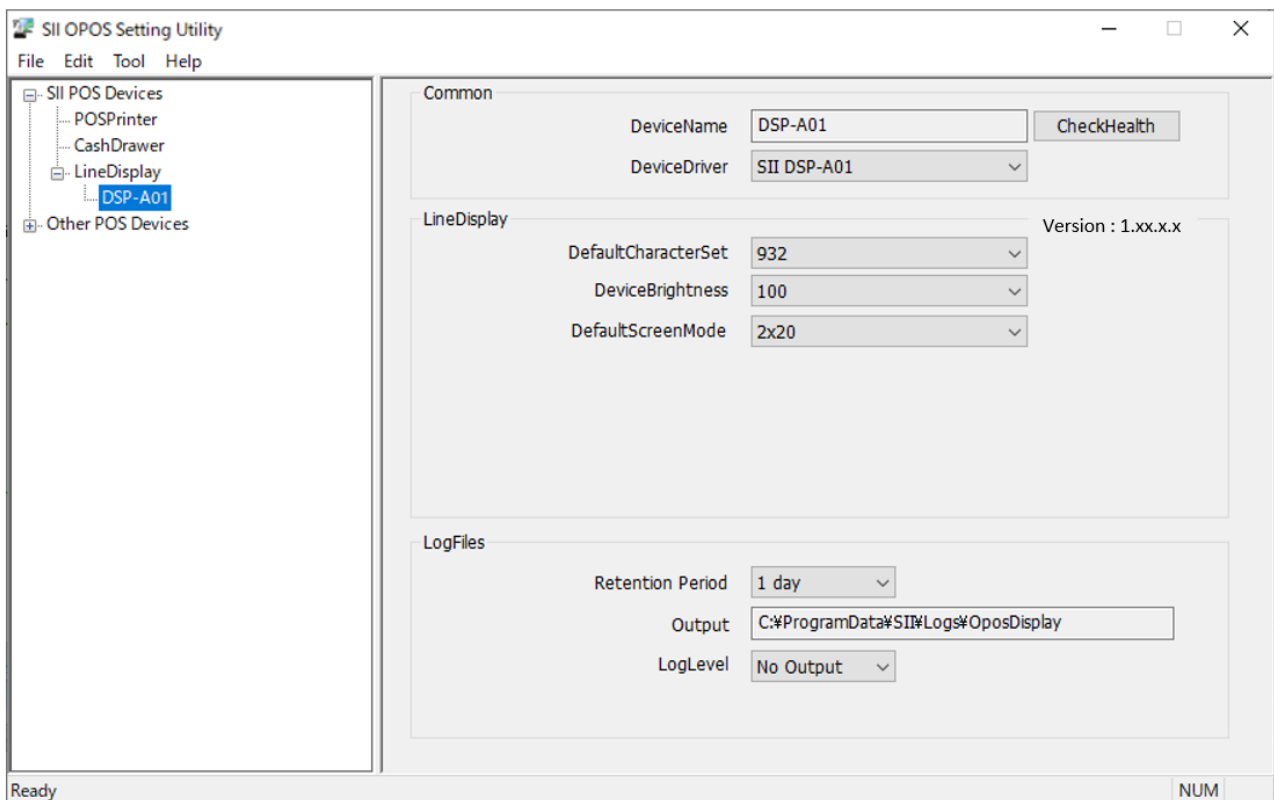 SII OPOS Setting Utility
File Edit Tool Help
SII POS Devices
POSPrinter
CashDrawer
LineDisplay
DSP-A01
Other POS Devices
Common
DeviceName DSP-A01 CheckHealth
DeviceDriver SII DSP-A01
LineDisplay Version : 1.xx.x.x
DefaultCharacterSet 932
DeviceBrightness 100
DefaultScreenMode 2x20
LogFiles
Retention Period 1 day
Output C:¥ProgramData¥SII¥Logs¥OposDisplay
LogLevel No Output
Ready NUM